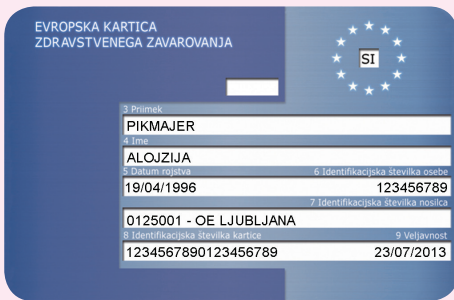 EVROPSKA KARTICA
ZDRAVSTVENEGA ZAVAROVANJA
SI
3 Priimek
PIKMAJER
4 Ime
ALOJZIJA
5 Datum rojstva 6 Identifikacijska številka osebe
19/04/1996 123456789
7 Identifikacijska številka nosilca
0125001 - OE LJUBLJANA
8 Identifikacijska številka kartice 9 Veljavnost
1234567890123456789 23/07/2013